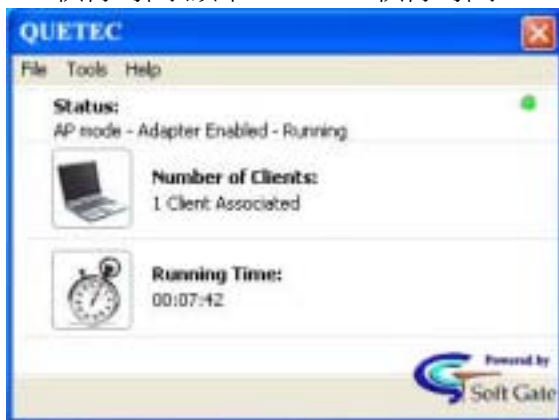 QUETEC
File Tools Help
Status:
AP mode - Adapter Enabled - Running
Number of Clients:
1 Client Associated
Running Time:
00:07:42
Powered by
Soft Gate